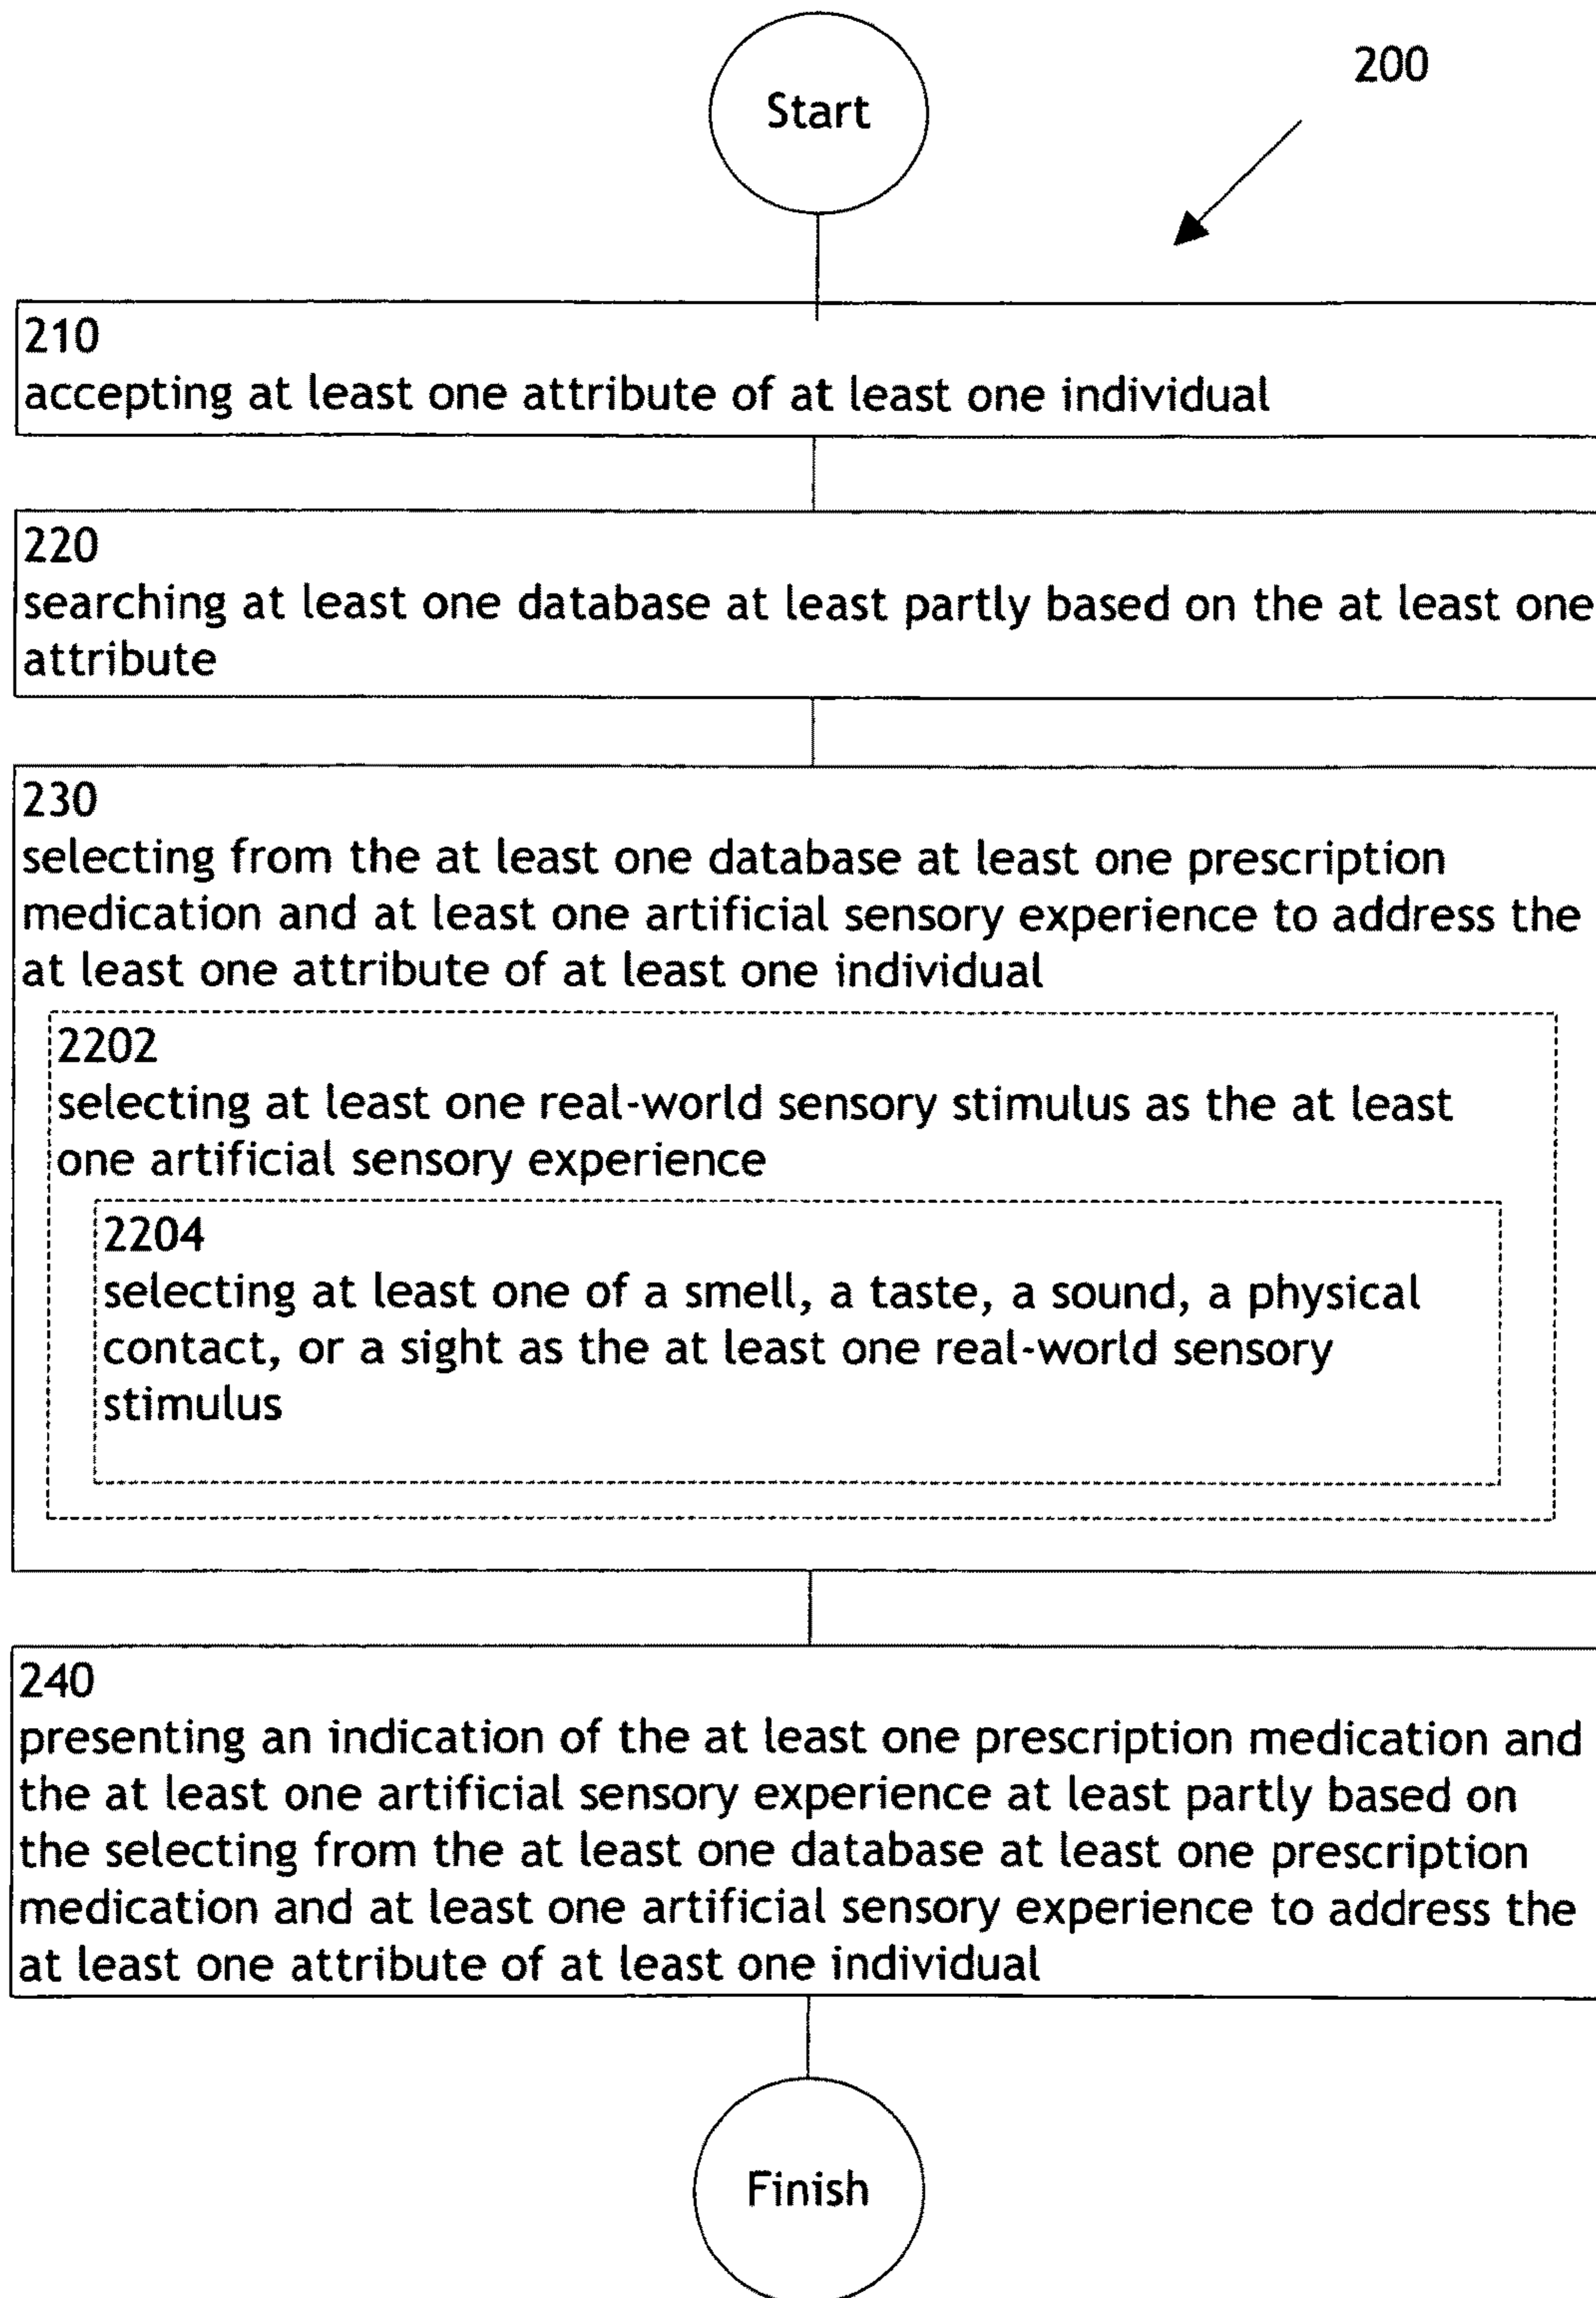 Start
200
210
accepting at least one attribute of at least one individual
220
searching at least one database at least partly based on the at least one
attribute
230
selecting from the at least one database at least one prescription
medication and at least one artificial sensory experience to address the
at least one attribute of at least one individual
2202
selecting at least one real-world sensory stimulus as the at least
one artificial sensory experience
2204
selecting at least one of a smell, a taste, a sound, a physical
contact, or a sight as the at least one real-world sensory
stimulus
240
presenting an indication of the at least one prescription medication and
the at least one artificial sensory experience at least partly based on
the selecting from the at least one database at least one prescription
medication and at least one artificial sensory experience to address the
at least one attribute of at least one individual
Finish